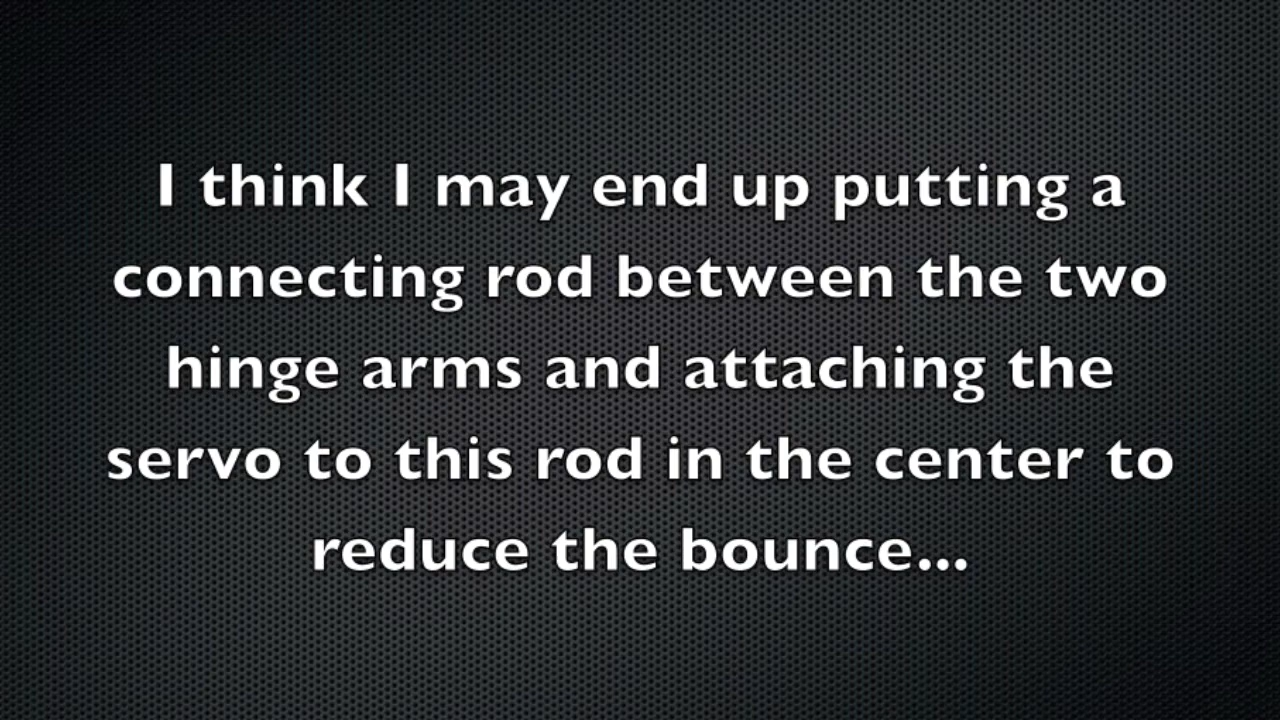 I think I may end up putting a
connecting rod between the two
hinge arms and attaching the
servo to this rod in the center to
reduce the bounce...